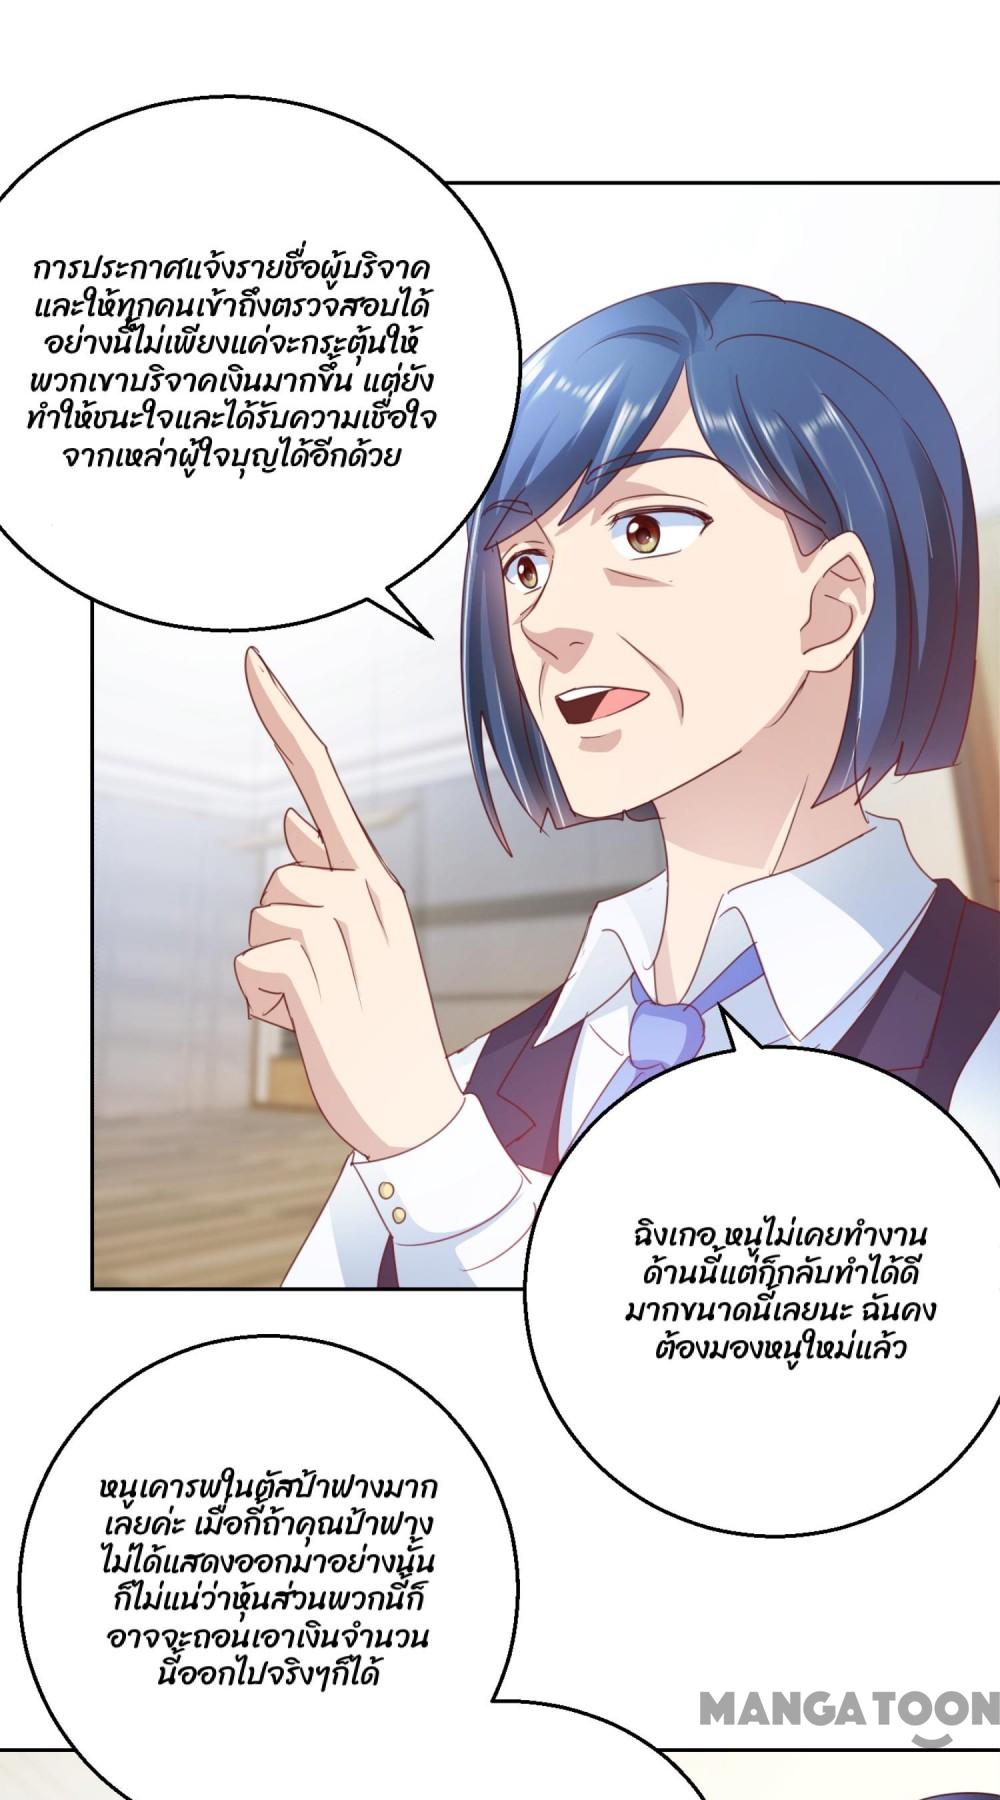 การประกาศแจ้งรายชื่อผู้บริจาค
และให้ทุกคนเข้าถึงตรวจสอบได้
อย่างนี้ไม่เพียงแค่จะกระตุ้นให้
พวกเขาบริจาคเงินมากขึ้น แต่ยัง
ทำให้ชนะใจและได้รับความเชื่อใจ
จากเหล่าผู้ใจบุญได้อีกด้วย
ฉิงเกอ หนูไม่เคยทำงาน
ด้านนี้แต่ก็กลับทำได้ดี
มากขนาดนี้เลยนะ ฉันคง
ต้องมองหนูใหม่แล้ว
หนูเคารพในตัสป้าฟางมาก
เลยค่ะ เมื่อกี้ถ้าคุณป้าฟาง
ไม่ได้แสดงออกมาอย่างนั้น
ก็ไม่แน่ว่าหุ้นส่วนพวกนี้ก็
อาจจะถอนเอาเงินจำนวน
นี้ออกไปจริงๆก็ได้
MANGATOON